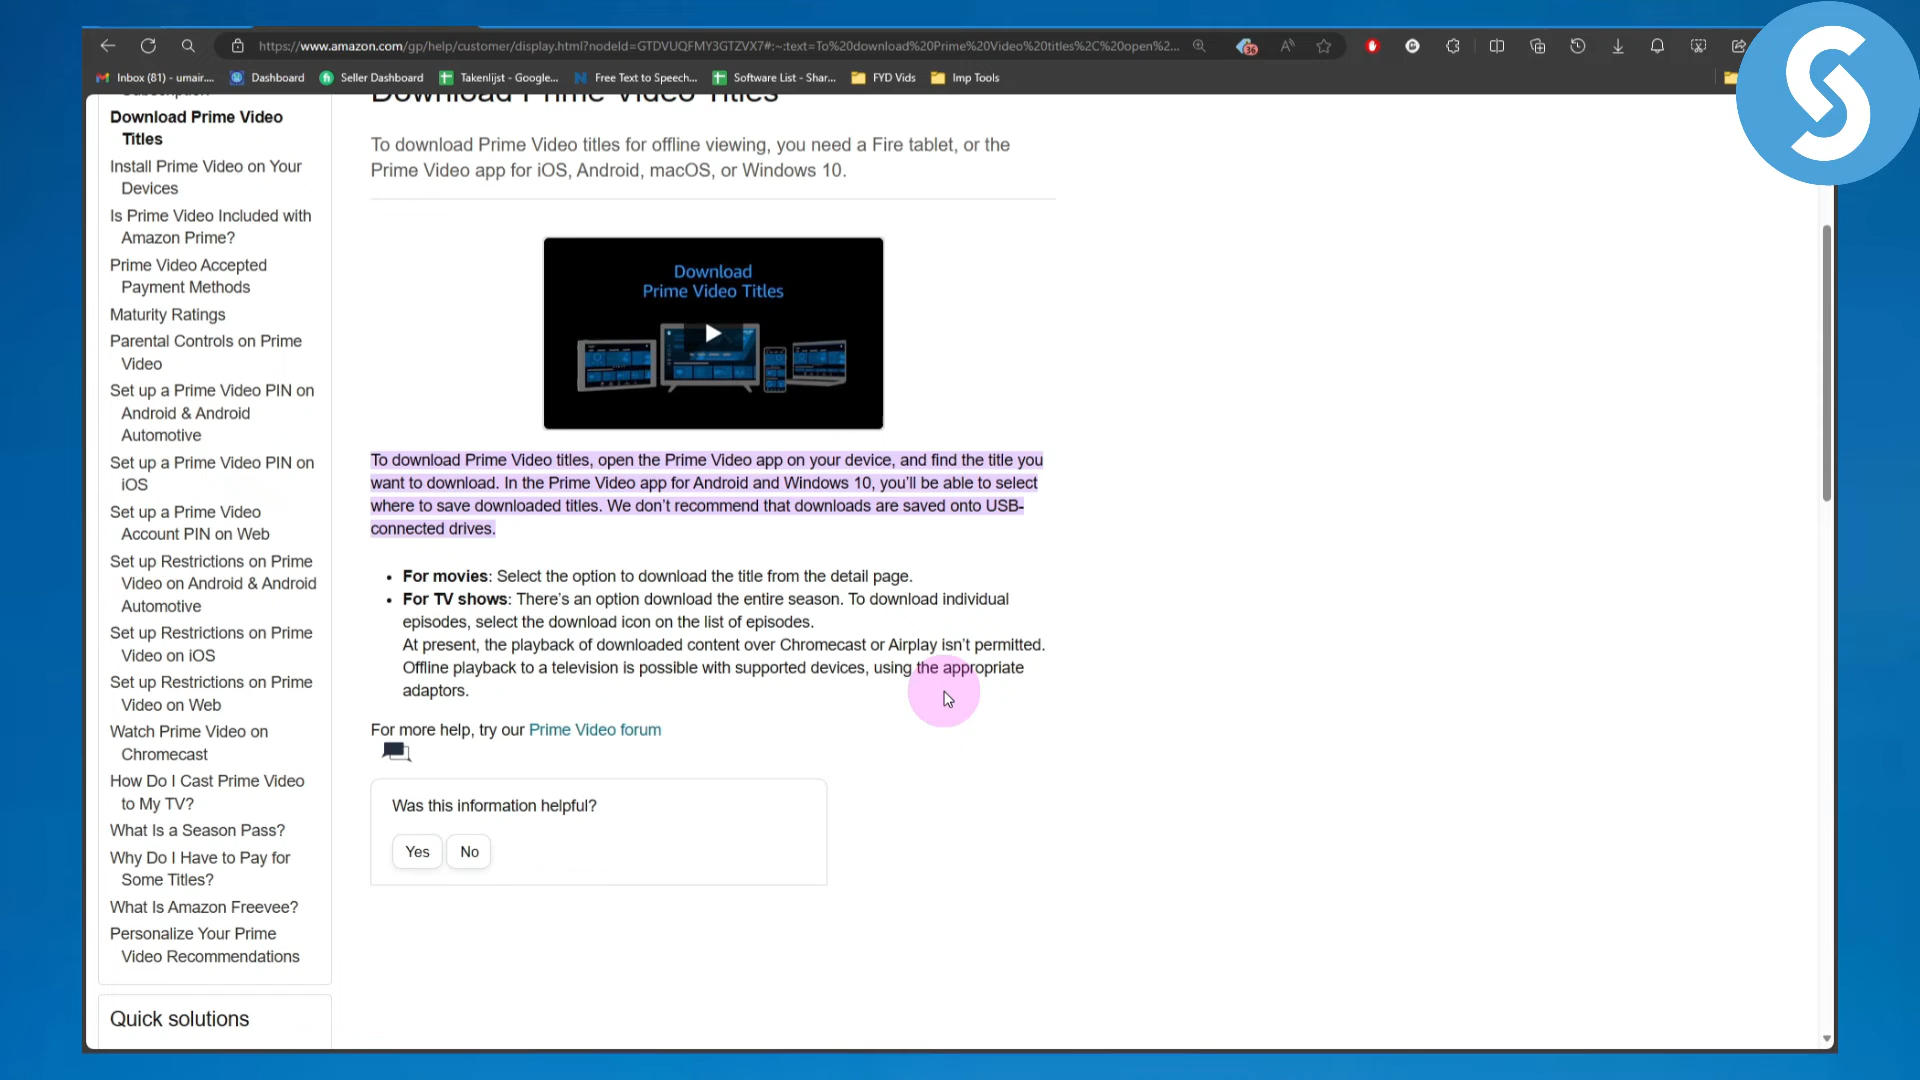 https://www.amazon.com/gp/help/customer/display.html?nodeId=GTDVUQFMY3GTZVX7#:~:text=To%20download%20Prime%20Video%20titles%2C%20open%2...
36
Inbox (81) - umair....
Dashboard
Seller Dashboard
Takenlijst - Google...
Free Text to Speech...
Software List - Shar...
FYD Vids
Imp Tools
Subscription
Download Prime Video
Titles
Install Prime Video on Your
Devices
Is Prime Video Included with
Amazon Prime?
Prime Video Accepted
Payment Methods
Maturity Ratings
Parental Controls on Prime
Video
Set up a Prime Video PIN on
Android & Android
Automotive
Set up a Prime Video PIN on
iOS
Set up a Prime Video
Account PIN on Web
Set up Restrictions on Prime
Video on Android & Android
Automotive
Set up Restrictions on Prime
Video on iOS
Set up Restrictions on Prime
Video on Web
Watch Prime Video on
Chromecast
How Do I Cast Prime Video
to My TV?
What Is a Season Pass?
Why Do I Have to Pay for
Some Titles?
What Is Amazon Freevee?
Personalize Your Prime
Video Recommendations
Quick solutions
Download Prime Video Titles
To download Prime Video titles for offline viewing, you need a Fire tablet, or the
Prime Video app for iOS, Android, macOS, or Windows 10.
Download
Prime Video Titles
To download Prime Video titles, open the Prime Video app on your device, and find the title you
want to download. In the Prime Video app for Android and Windows 10, you'll be able to select
where to save downloaded titles. We don't recommend that downloads are saved onto USB-
connected drives.
• For movies: Select the option to download the title from the detail page.
• For TV shows: There's an option download the entire season. To download individual
episodes, select the download icon on the list of episodes.
At present, the playback of downloaded content over Chromecast or Airplay isn't permitted.
Offline playback to a television is possible with supported devices, using the appropriate
adaptors.
For more help, try our Prime Video forum
Was this information helpful?
Yes
No